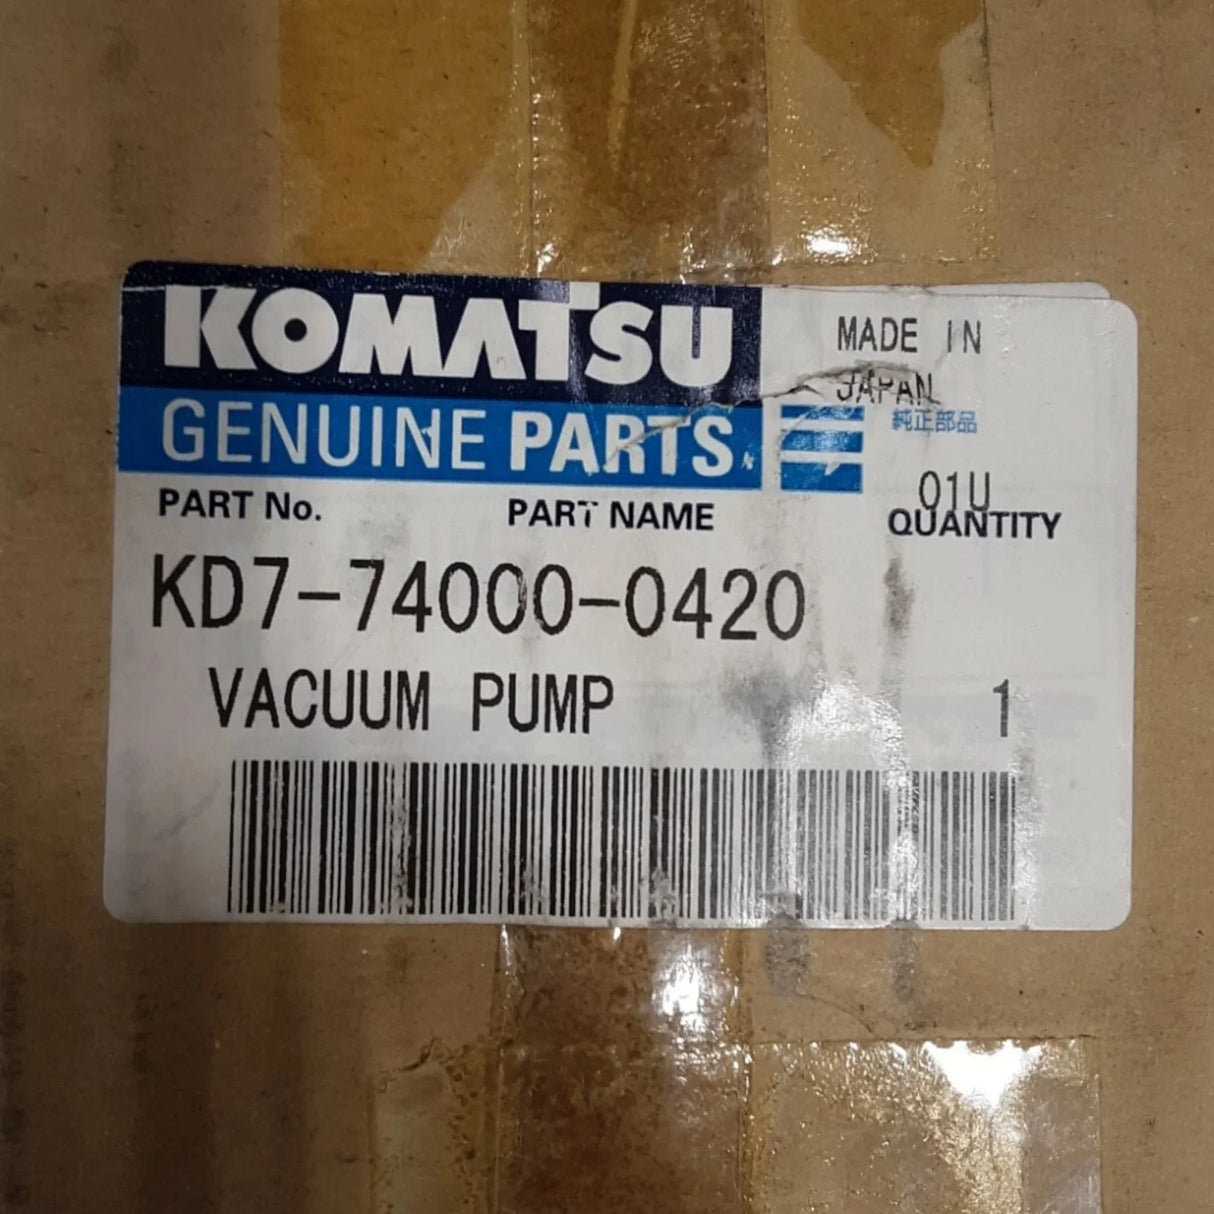 KOMATSU
GENUINE PARTS
MADE IN
JAPAN
純正部品
01U
PART No.
PART NAME
QUANTITY
KD7-74000-0420
VACUUM PUMP
1